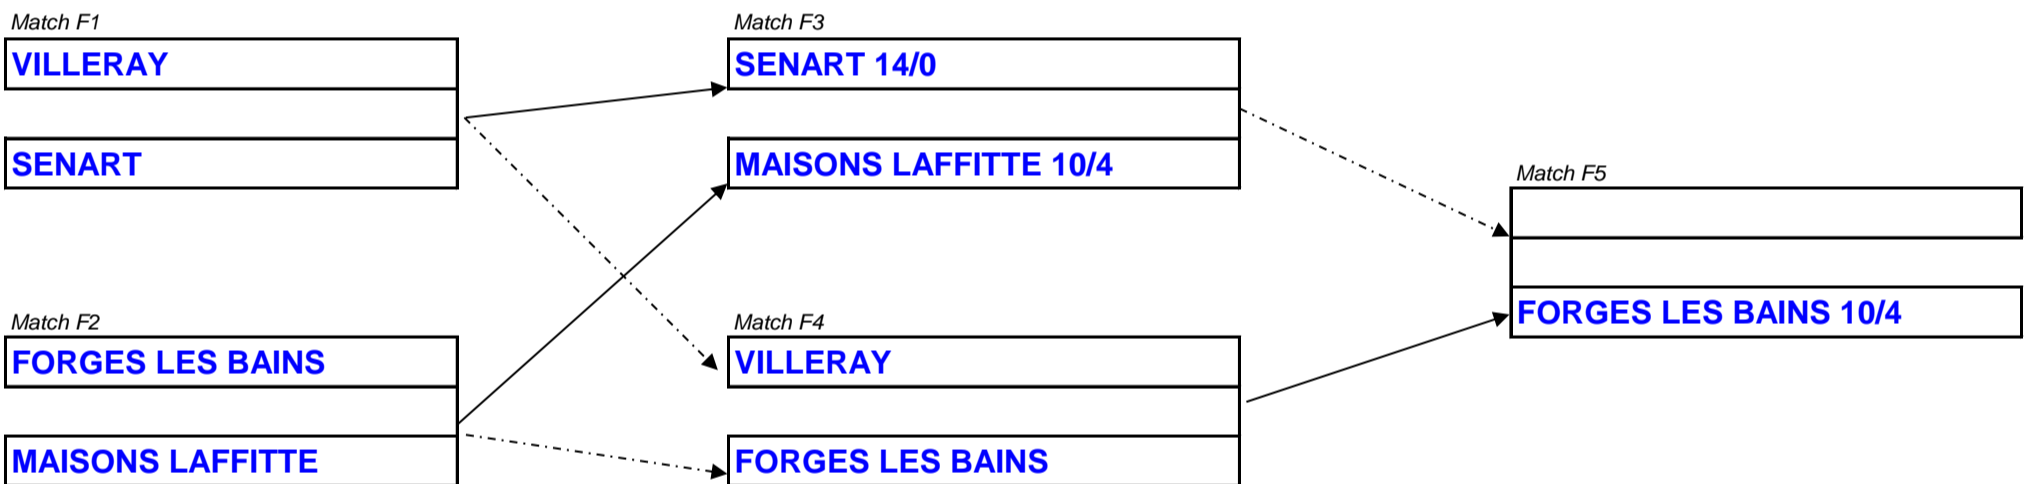 Match F1
VILLERAY
SENART
Match F2
FORGES LES BAINS
MAISONS LAFFITTE
Match F3
SENART 14/0
MAISONS LAFFITTE 10/4
Match F4
VILLERAY
FORGES LES BAINS
Match F5
FORGES LES BAINS 10/4